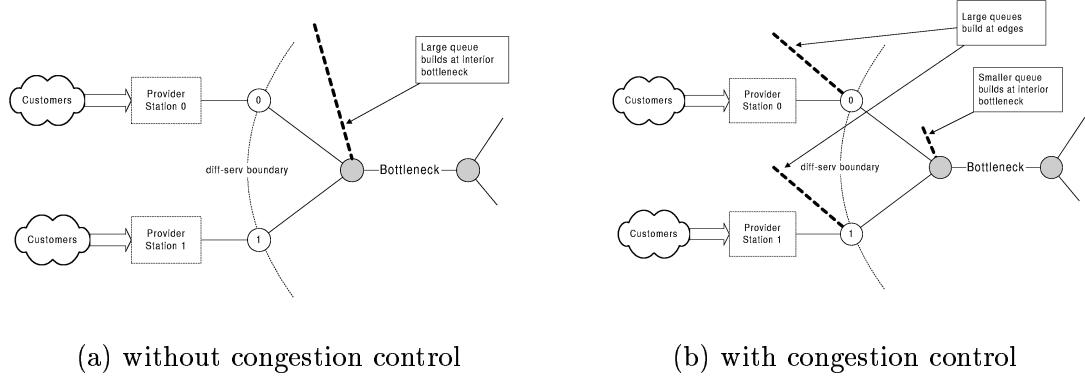 Large queue
builds at interior
bottleneck
Customers
Provider
Station 0
0
diff-serv boundary
Bottleneck
Customers
Provider
Station 1
1
(a) without congestion control
Large queues
build at edges
Smaller queue
builds at interior
bottleneck
Customers
Provider
Station 0
0
diff-serv boundary
Bottleneck
Customers
Provider
Station 1
1
(b) with congestion control